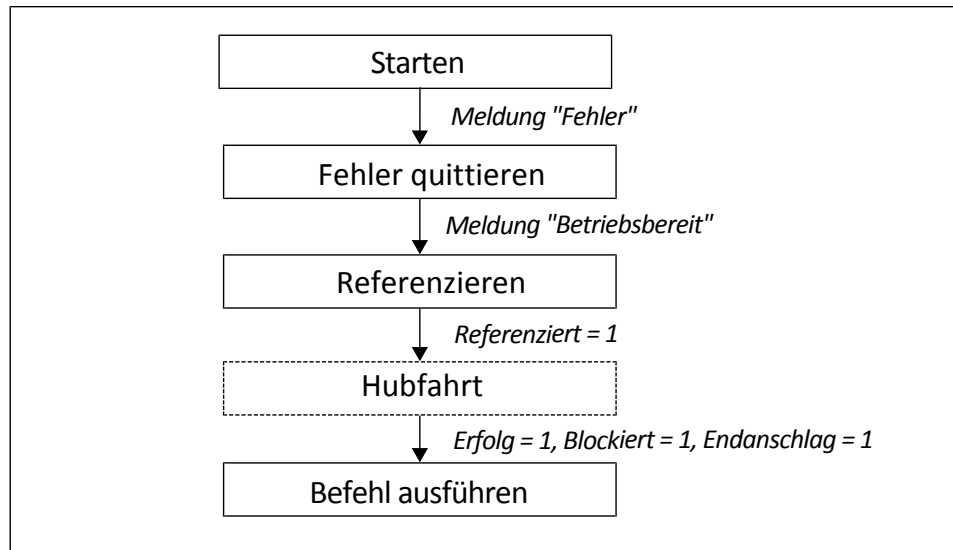 Starten
Meldung "Fehler"
Fehler quittieren
Meldung "Betriebsbereit"
Referenzieren
Referenziert = 1
Hubfahrt
Erfolg = 1, Blockiert = 1, Endanschlag = 1
Befehl ausführen